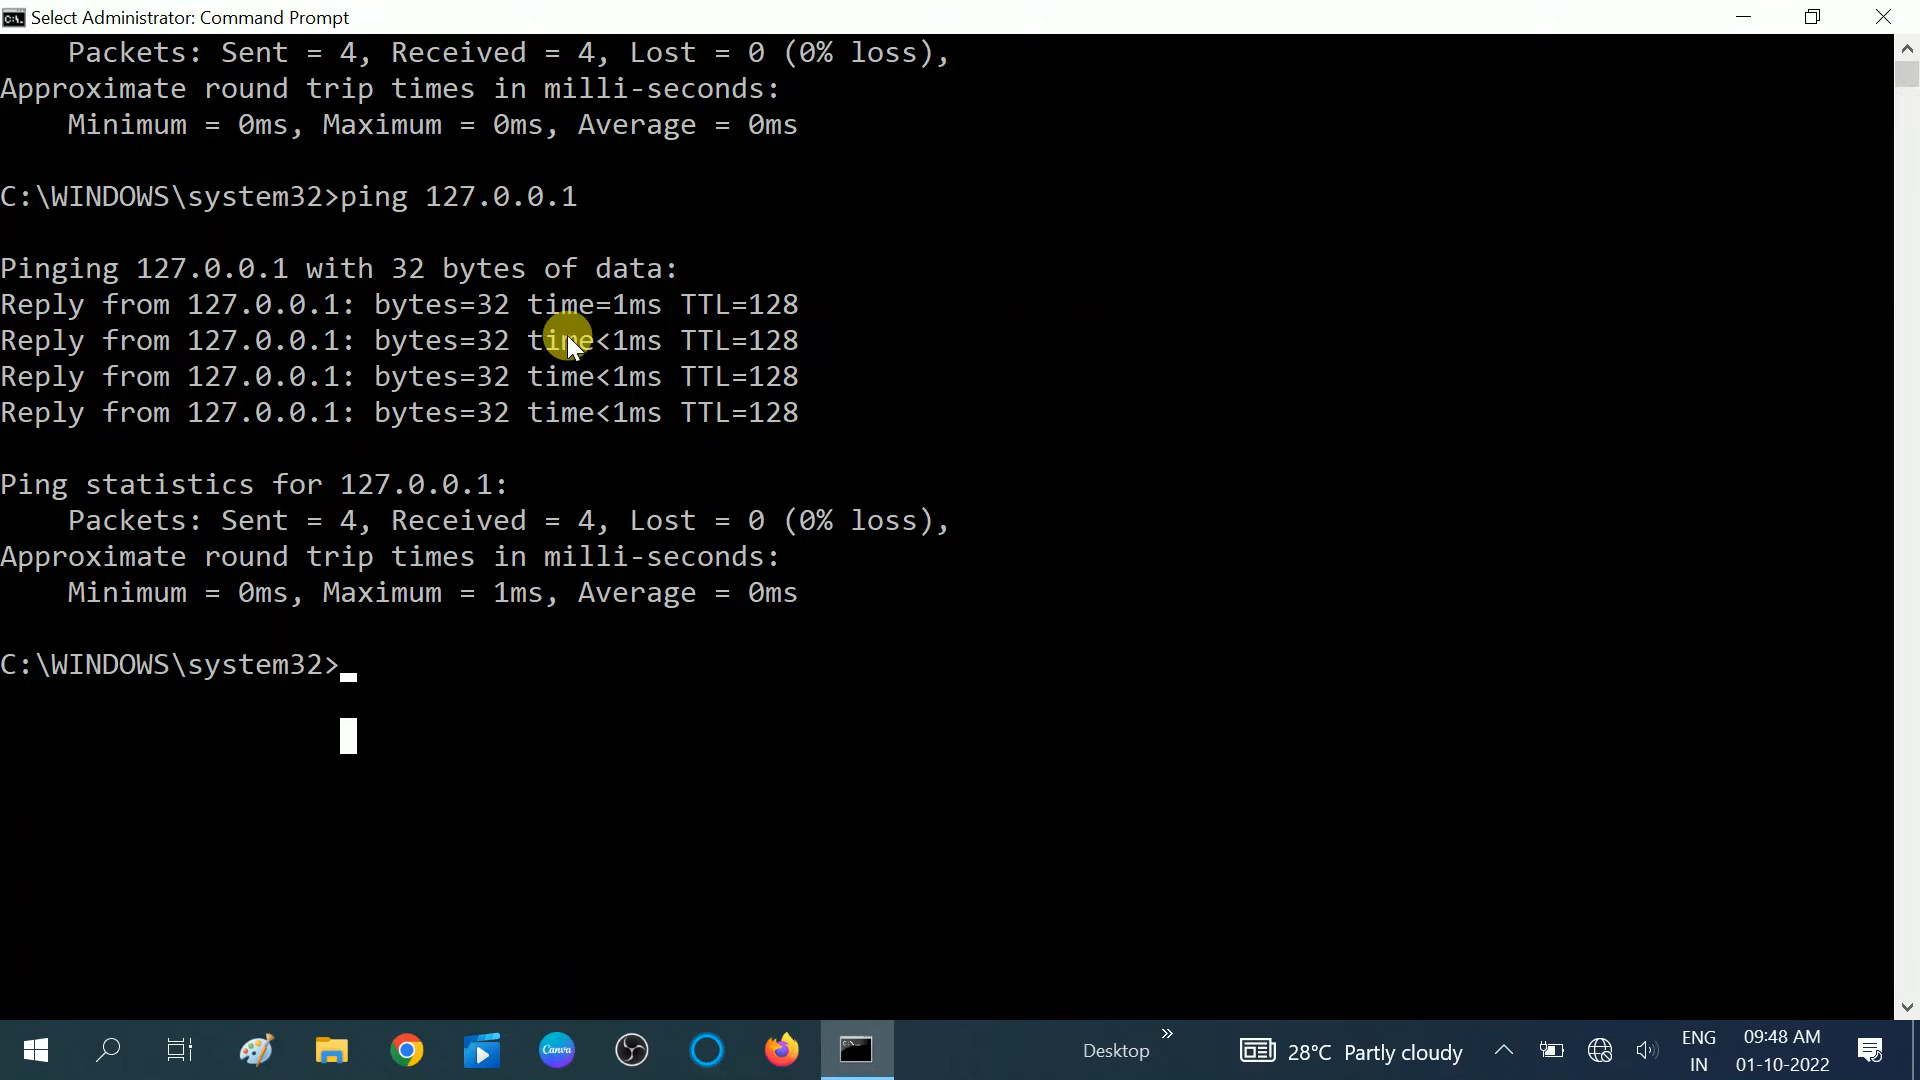 Select Administrator: Command Prompt
Packets: Sent = 4, Received = 4, Lost = 0 (0% loss),
Approximate round trip times in milli-seconds:
Minimum = 0ms, Maximum = 0ms, Average = 0ms
C:\WINDOWS\system32>ping 127.0.0.1
Pinging 127.0.0.1 with 32 bytes of data:
Reply from 127.0.0.1: bytes=32 time=1ms TTL=128
Reply from 127.0.0.1: bytes=32 time<1ms TTL=128
Reply from 127.0.0.1: bytes=32 time<1ms TTL=128
Reply from 127.0.0.1: bytes=32 time<1ms TTL=128
Ping statistics for 127.0.0.1:
Packets: Sent = 4, Received = 4, Lost = 0 (0% loss),
Approximate round trip times in milli-seconds:
Minimum = 0ms, Maximum = 1ms, Average = 0ms
C:\WINDOWS\system32>_
Canva
Desktop
28°C Partly cloudy
ENG
IN
09:48 AM
01-10-2022